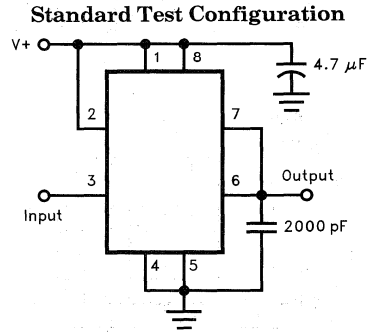 Standard Test Configuration
V+
1
8
4.7 μF
2
7
3
6
Output
Input
2000 pF
4
5